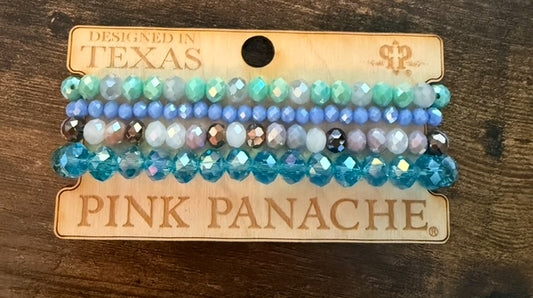 DESIGNED IN
TEXAS
PINK PANACHE®